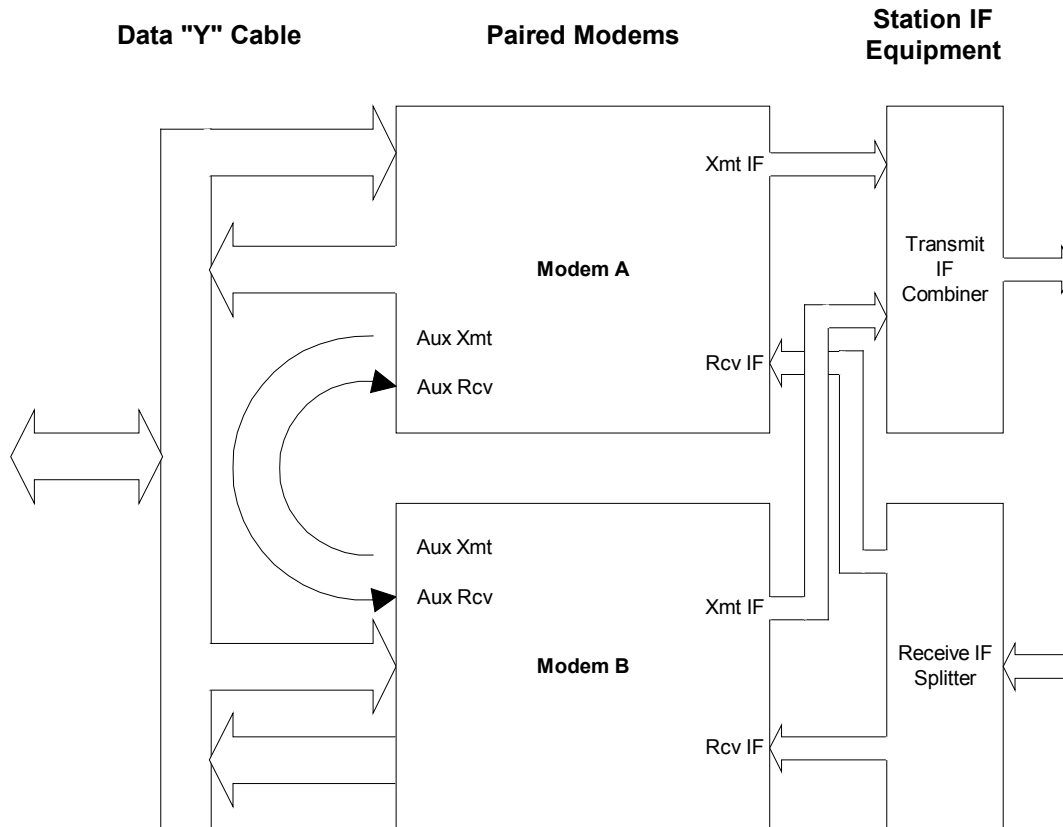 Data "Y" Cable
Paired Modems
Station IF
Equipment
Xmt IF
Modem A
Aux Xmt
Aux Rcv
Rcv IF
Transmit
IF
Combiner
Aux Xmt
Aux Rcv
Xmt IF
Modem B
Rcv IF
Receive IF
Splitter